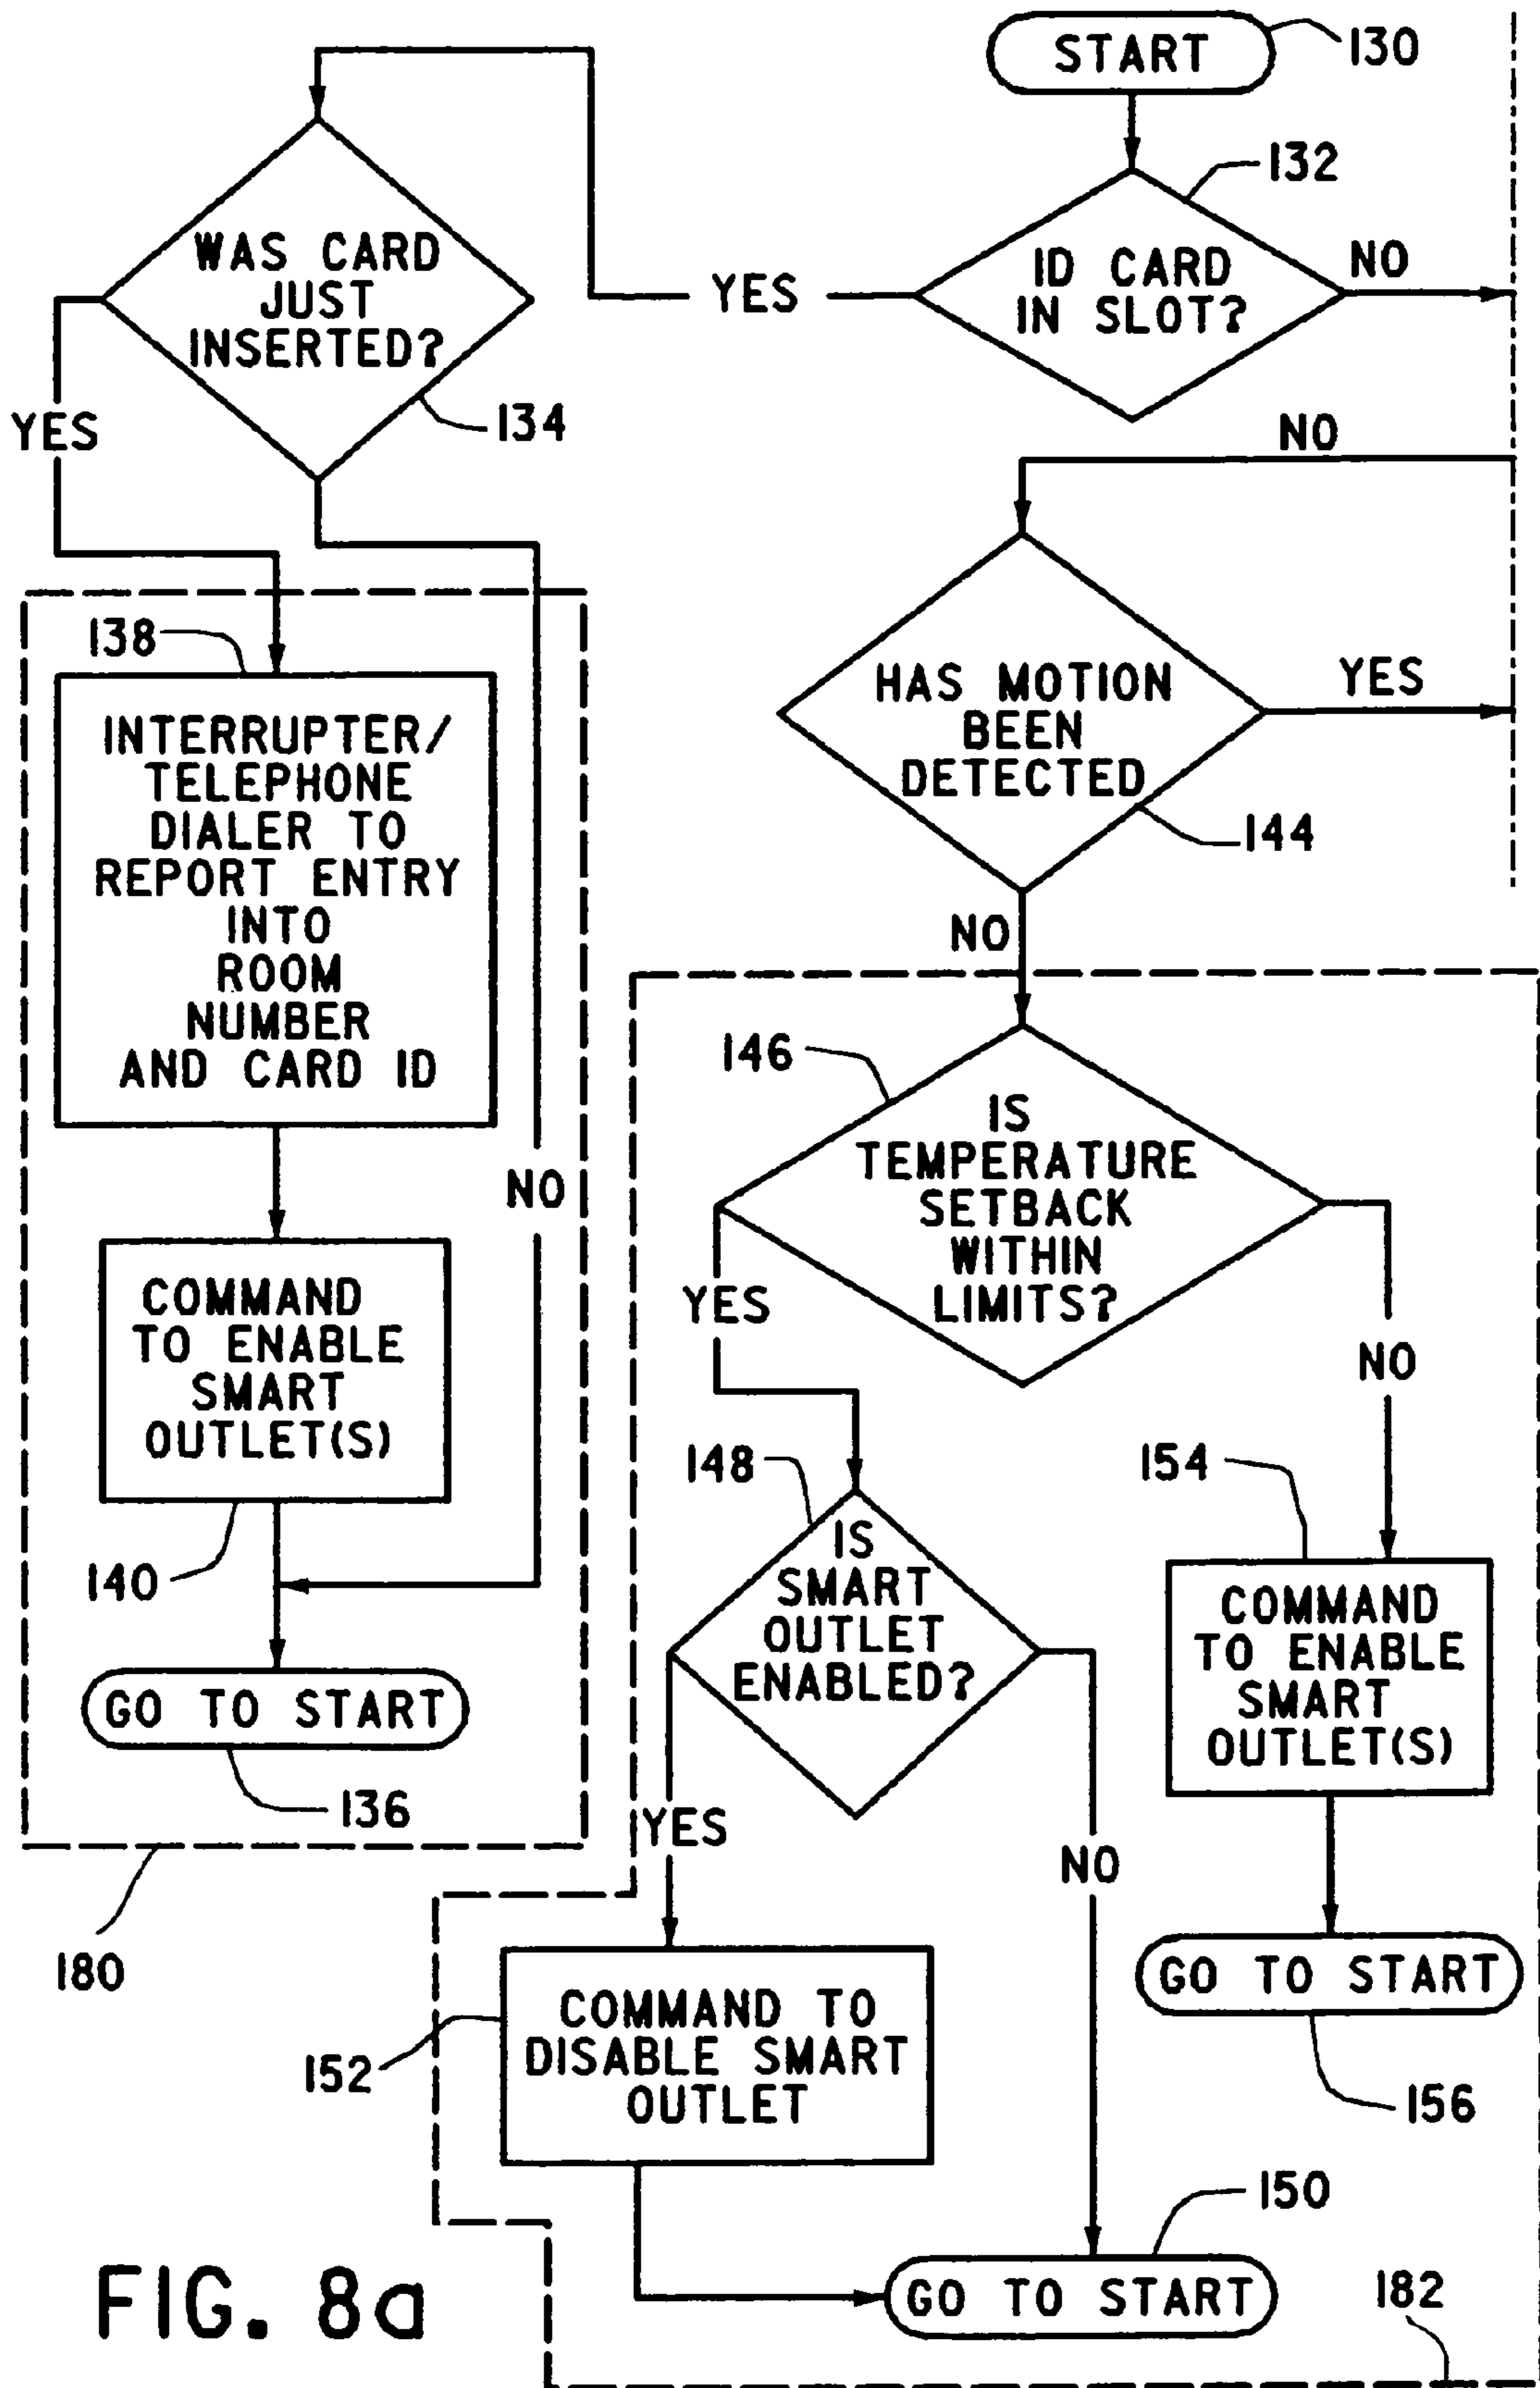 START
130
132
ID CARD
IN SLOT?
NO
YES
WAS CARD
JUST
INSERTED?
134
YES
NO
138
INTERRUPTER/
TELEPHONE
DIALER TO
REPORT ENTRY
INTO
ROOM
NUMBER
AND CARD ID
NO
COMMAND
TO ENABLE
SMART
OUTLET(S)
140
GO TO START
136
180
HAS MOTION
BEEN
DETECTED
YES
144
NO
146
IS
TEMPERATURE
SETBACK
WITHIN
LIMITS?
YES
NO
148
IS
SMART
OUTLET
ENABLED?
154
COMMAND
TO ENABLE
SMART
OUTLET(S)
YES
NO
GO TO START
156
152
COMMAND TO
DISABLE SMART
OUTLET
150
GO TO START
182
FIG. 8a